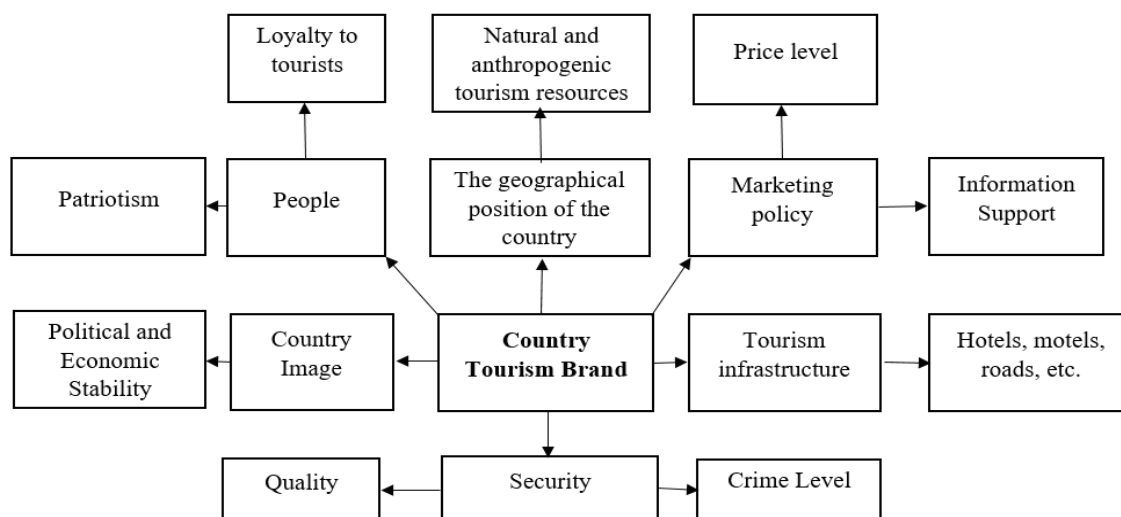 Loyalty to
tourists
Natural and
anthropogenic
tourism resources
Price level
Patriotism
People
The geographical
position of the
country
Marketing
policy
Information
Support
Political and
Economic
Stability
Country
Image
Country
Tourism Brand
Tourism
infrastructure
Hotels, motels,
roads, etc.
Quality
Security
Crime Level